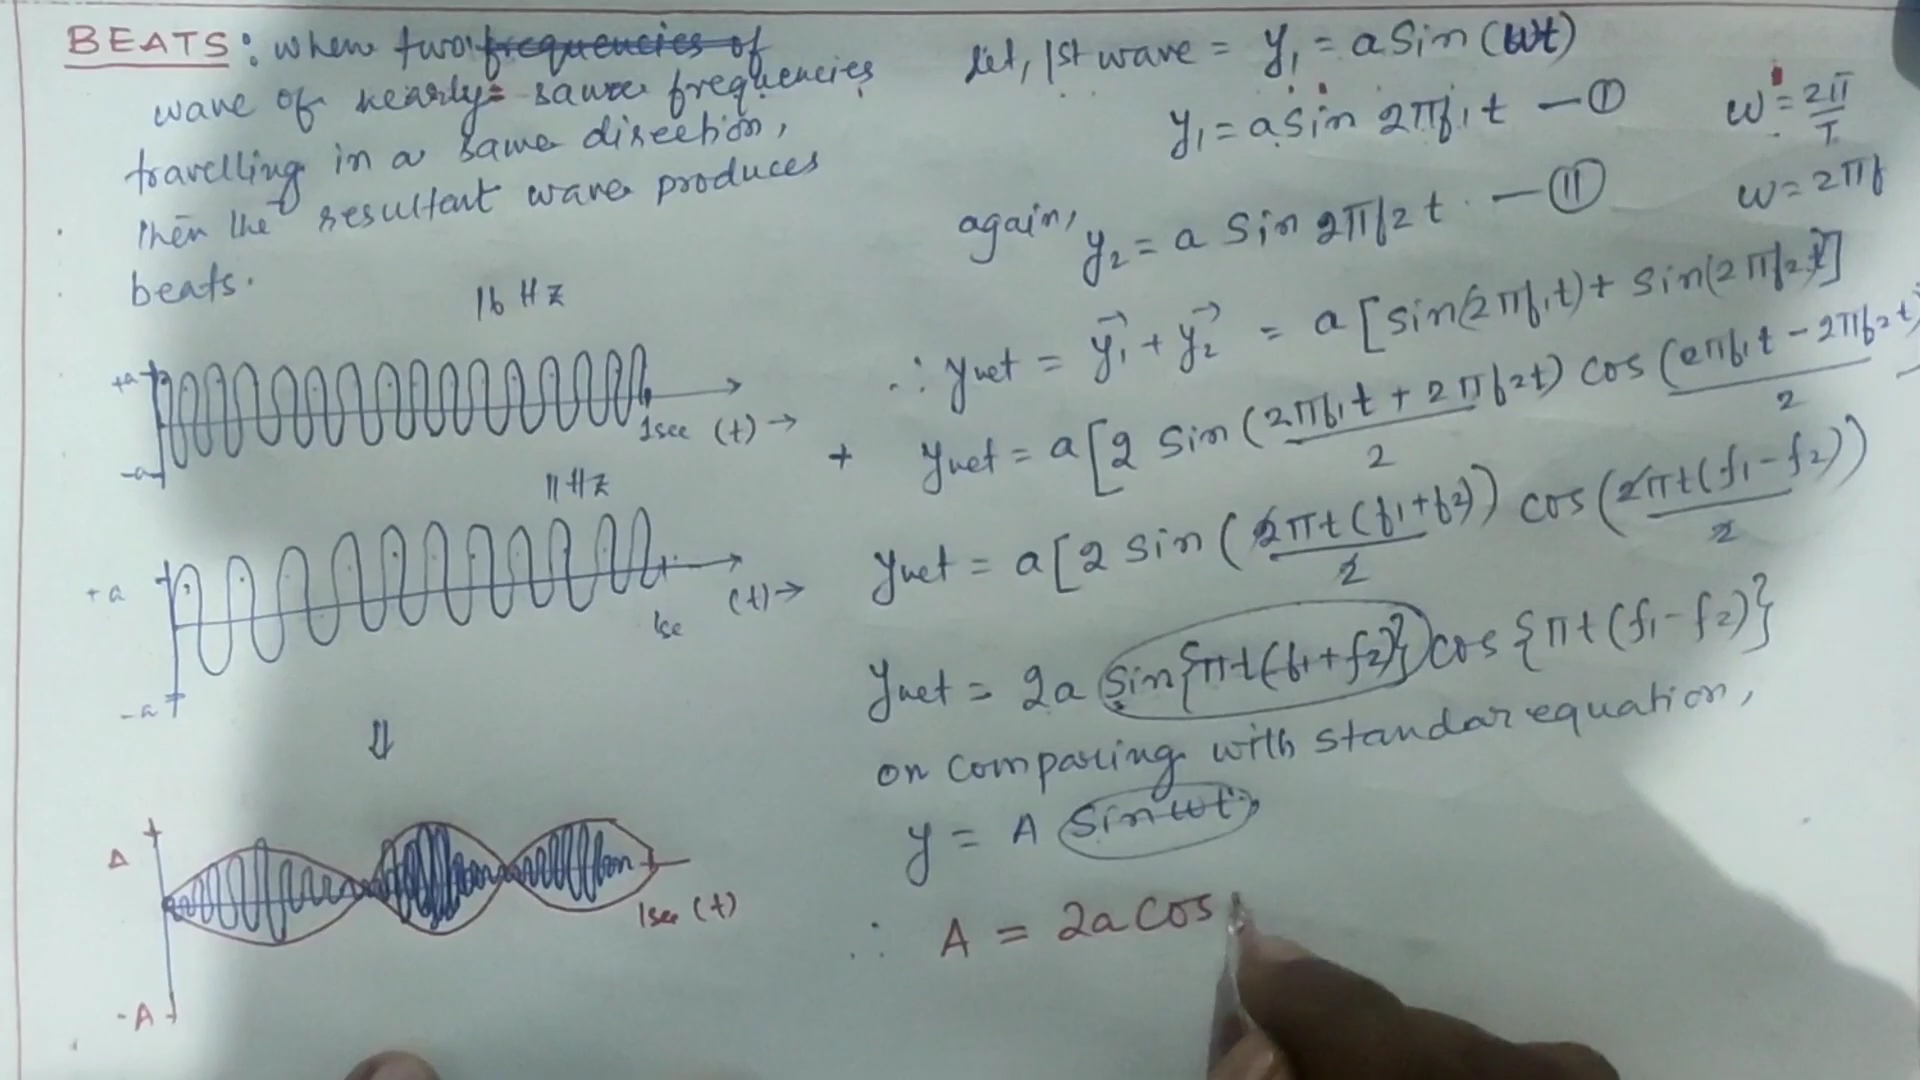 BEATS: when two frequencies of
wave of nearly same frequencies
travelling in a same direction,
then the resultant wave produces
beats.
16 Hz
+a
-a
1sec (t) →
11 Hz
+a
-a
1se
(t) →
⇓
A
-A
1sec (t)
let, 1st wave = y₁ = a sin (ωt)
y₁ = a sin 2πf₁t — Ⓘ
ω = 2π/T
ω = 2πf
again, y₂ = a sin 2πf₂t — Ⓘ Ⓘ
∴ ynet = y⃗₁ + y⃗₂ = a [sin(2πf₁t) + sin(2πf₂t)]
+ ynet = a [2 sin (2πf₁t + 2πf₂t)/2 cos (2πf₁t - 2πf₂t)/2
ynet = a [2 sin (2πt(f₁+f₂)/2) cos (2πt(f₁-f₂)/2)
ynet = 2a sin{πt(f₁+f₂)} cos {πt(f₁-f₂)}
on comparing with standar equation,
y = A sin ωt,
∴ A = 2a cos